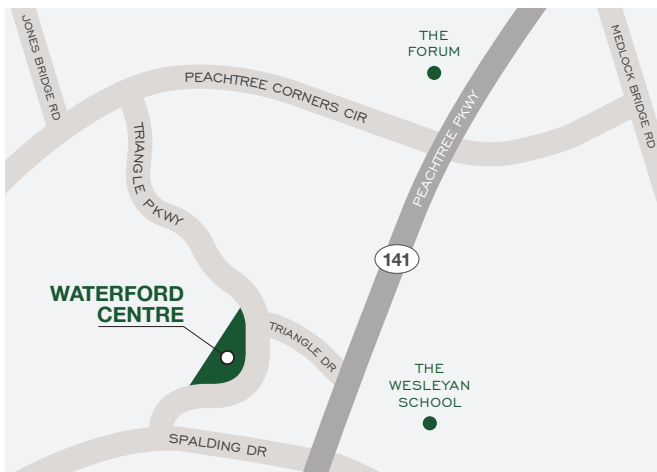 JONES BRIDGE RD
THE
FORUM
MEDLOCK BRIDGE RD
PEACHTREE CORNERS CIR
PEACHTREE PKWY
TRIANGLE PKWY
141
WATERFORD
CENTRE
TRIANGLE DR
THE
WESLEYAN
SCHOOL
SPALDING DR